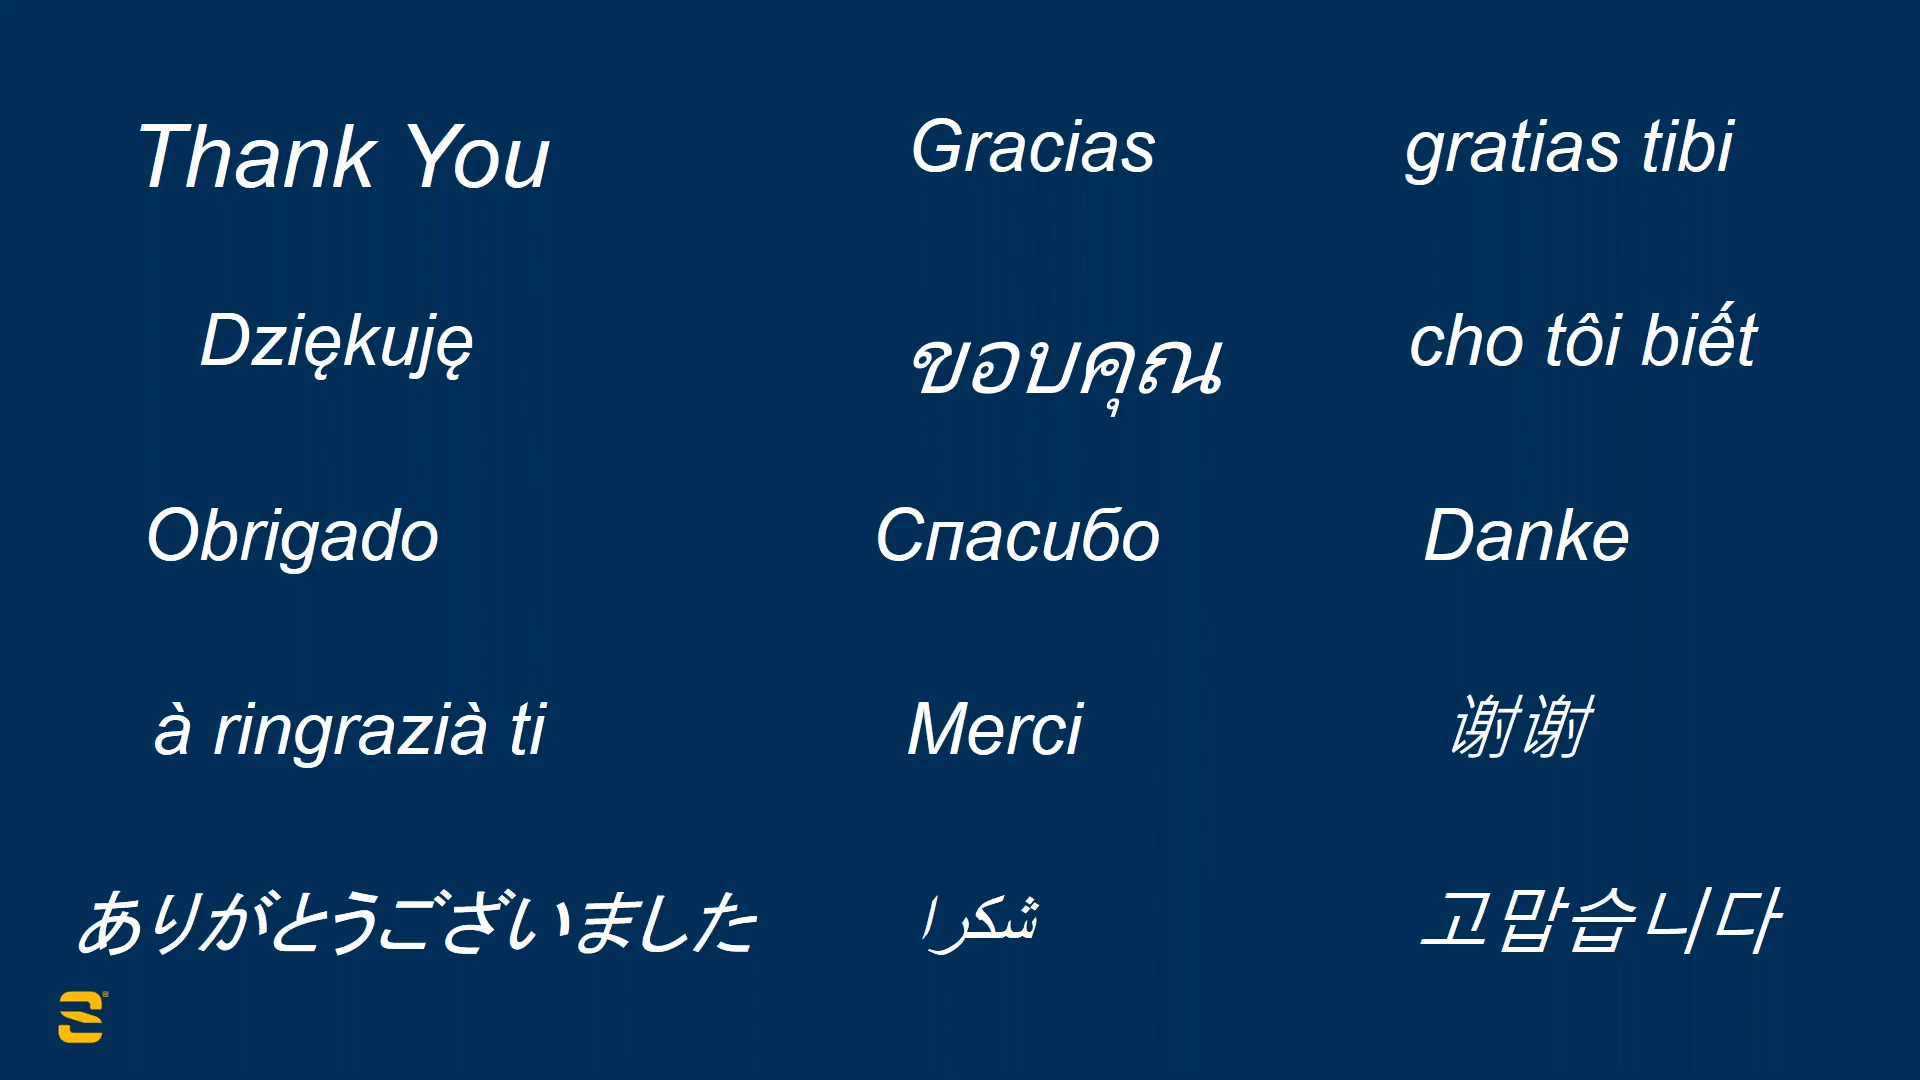 Thank You
Gracias
gratias tibi
Dziękuję
ขอบคุณ
cho tôi biết
Obrigado
Спасибо
Danke
à ringrazià ti
Merci
谢谢
ありがとうございました
شكرا
고맙습니다